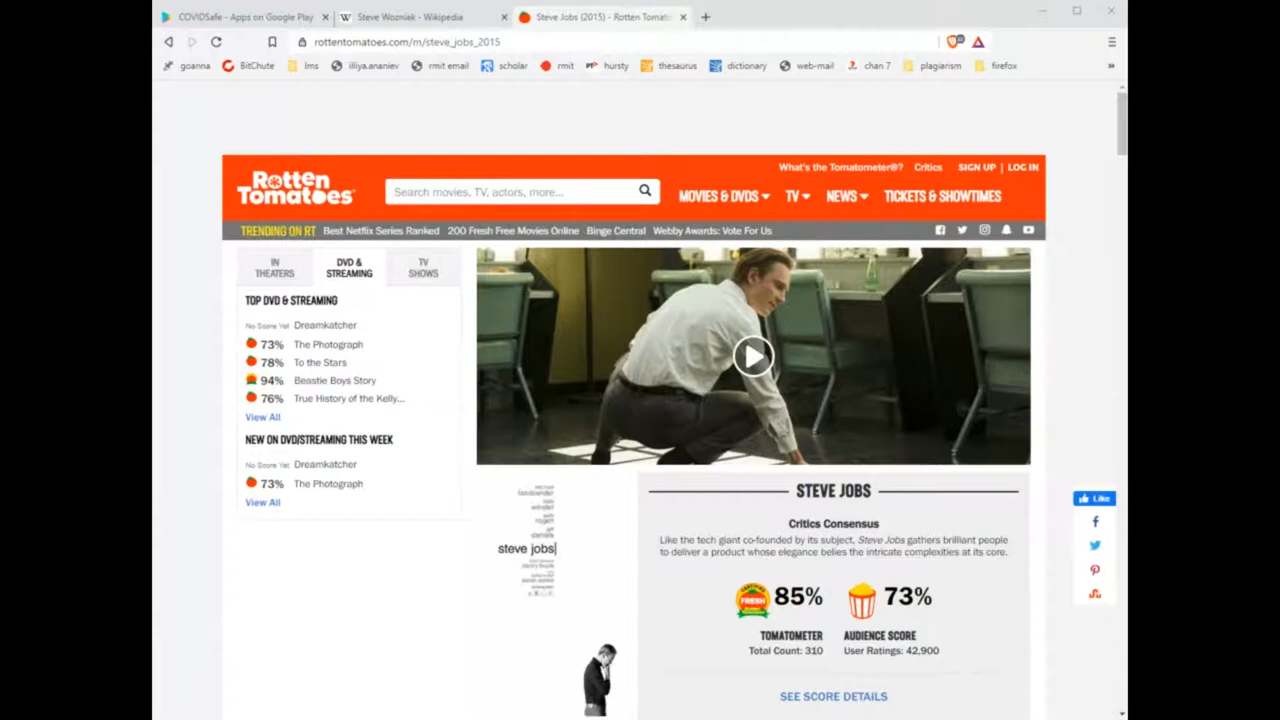 COVIDSafe - Apps on Google Play
Steve Wozniak - Wikipedia
Steve Jobs (2015) - Rotten Tomat
rottentomatoes.com/m/steve_jobs_2015
goanna BitChute lms illiya.ananiev rmit email scholar rmit hursty thesaurus dictionary web-mail chan 7 plagiarism firefox
What's the Tomatometer®? Critics SIGN UP | LOG IN
Rotten
Tomatoes
Search movies, TV, actors, more...
MOVIES & DVDS TV NEWS TICKETS & SHOWTIMES
TRENDING ON RT Best Netflix Series Ranked 200 Fresh Free Movies Online Binge Central Webby Awards: Vote For Us
IN
THEATERS
DVD &
STREAMING
TV
SHOWS
TOP DVD & STREAMING
No Score Yet Dreamkatcher
73% The Photograph
78% To the Stars
94% Beastie Boys Story
76% True History of the Kelly...
View All
NEW ON DVD/STREAMING THIS WEEK
No Score Yet Dreamkatcher
73% The Photograph
View All
fassbender
winslet
rogen
daniels
steve jobs
STEVE JOBS
Critics Consensus
Like the tech giant co-founded by its subject, Steve Jobs gathers brilliant people
to deliver a product whose elegance belies the intricate complexities at its core.
CERTIFIED
FRESH
85%
73%
TOMATOMETER
Total Count: 310
AUDIENCE SCORE
User Ratings: 42,900
SEE SCORE DETAILS
Like